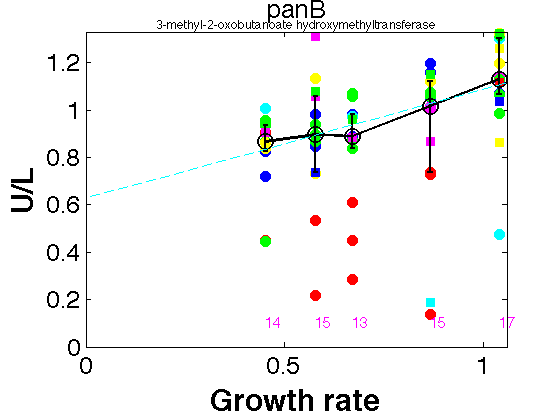 panB
3-methyl-2-oxobutanoate hydroxymethyltransferase
1.2
1
0.8
0.6
0.4
0.2
0
U/L
14 15 13 15 17
0 0.5 1
Growth rate